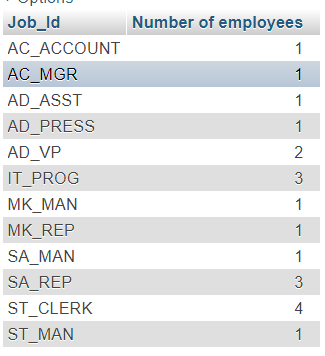 Options
Job_Id Number of employees
AC_ACCOUNT 1
AC_MGR 1
AD_ASST 1
AD_PRESS 1
AD_VP 2
IT_PROG 3
MK_MAN 1
MK_REP 1
SA_MAN 1
SA_REP 3
ST_CLERK 4
ST_MAN 1